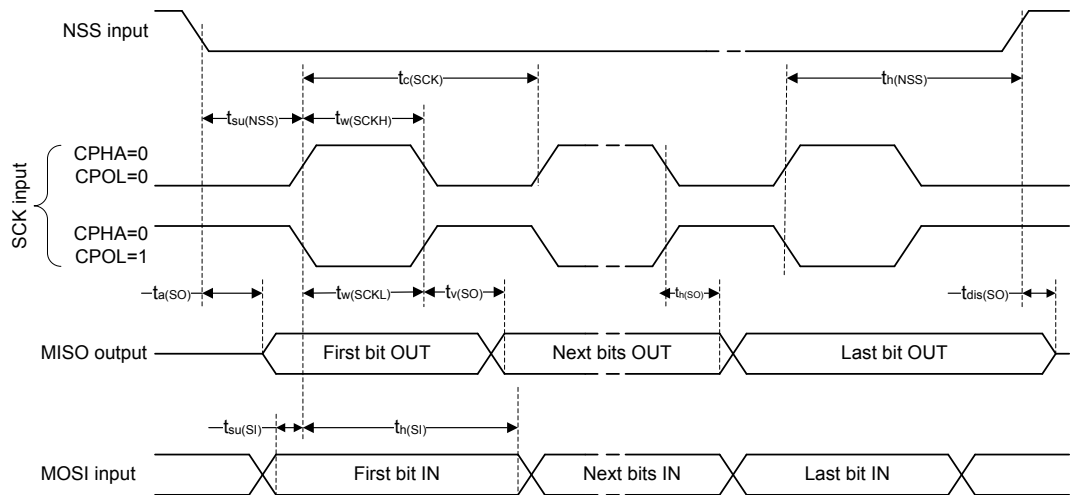 NSS input
tc(SCK)
th(NSS)
tsu(NSS)
tw(SCKH)
SCK input
CPHA=0
CPOL=0
CPHA=0
CPOL=1
ta(SO)
tw(SCKL)
tv(SO)
th(SO)
tdis(SO)
MISO output
First bit OUT
Next bits OUT
Last bit OUT
tsu(SI)
th(SI)
MOSI input
First bit IN
Next bits IN
Last bit IN